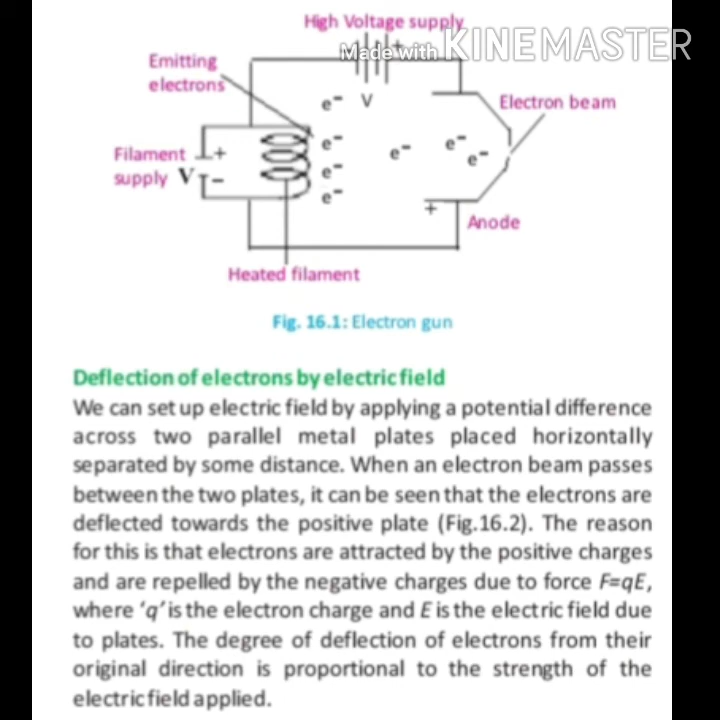 High Voltage supply
Made with KINEMASTER
Emitting
electrons
e⁻ V
Electron beam
e⁻
e⁻
e⁻
e⁻
Filament
supply V
+
−
e⁻
e⁻
e⁻
+
Anode
Heated filament
Fig. 16.1: Electron gun
Deflection of electrons by electric field
We can set up electric field by applying a potential difference
across two parallel metal plates placed horizontally
separated by some distance. When an electron beam passes
between the two plates, it can be seen that the electrons are
deflected towards the positive plate (Fig.16.2). The reason
for this is that electrons are attracted by the positive charges
and are repelled by the negative charges due to force F=qE,
where 'q' is the electron charge and E is the electric field due
to plates. The degree of deflection of electrons from their
original direction is proportional to the strength of the
electric field applied.